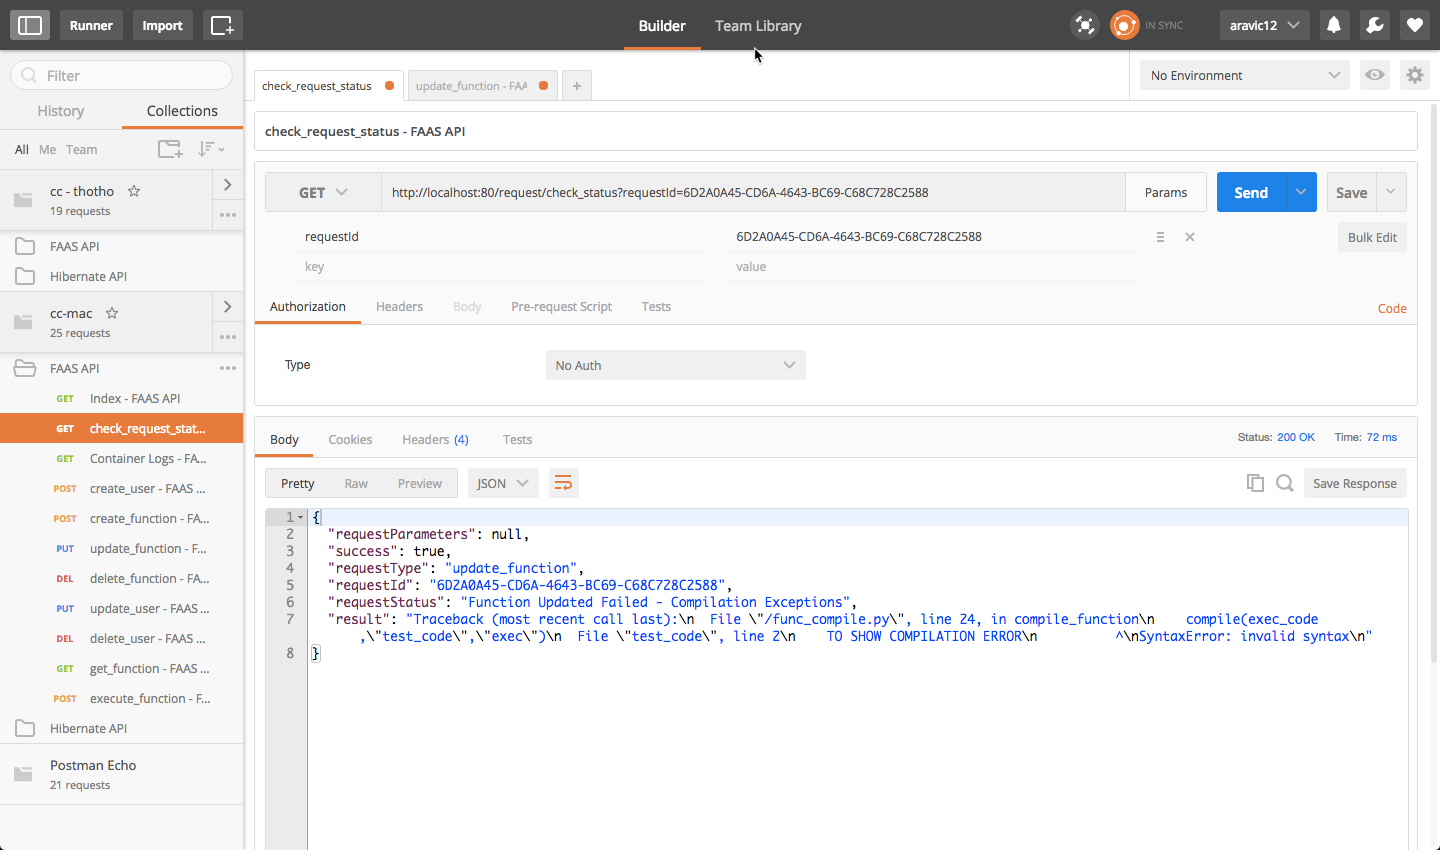 Runner
Import
Builder
Team Library
IN SYNC
aravic12
Filter
History
Collections
All Me Team
cc - thotho
19 requests
FAAS API
Hibernate API
cc-mac
25 requests
FAAS API
GET Index - FAAS API
GET check_request_stat...
GET Container Logs - FA...
POST create_user - FAAS ...
POST create_function - FA...
PUT update_function - F...
DEL delete_function - FA...
PUT update_user - FAAS ...
DEL delete_user - FAAS ...
GET get_function - FAAS ...
POST execute_function - F...
Hibernate API
Postman Echo
21 requests
check_request_status
update_function - FAA
+
No Environment
check_request_status - FAAS API
GET
http://localhost:80/request/check_status?requestId=6D2A0A45-CD6A-4643-BC69-C68C728C2588
Params
Send
Save
requestId
6D2A0A45-CD6A-4643-BC69-C68C728C2588
Bulk Edit
key
value
Authorization
Headers
Body
Pre-request Script
Tests
Code
Type
No Auth
Body
Cookies
Headers (4)
Tests
Status: 200 OK
Time: 72 ms
Pretty
Raw
Preview
JSON
Save Response
1 {
2 "requestParameters": null,
3 "success": true,
4 "requestType": "update_function",
5 "requestId": "6D2A0A45-CD6A-4643-BC69-C68C728C2588",
6 "requestStatus": "Function Updated Failed - Compilation Exceptions",
7 "result": "Traceback (most recent call last):\n  File \"/func_compile.py\", line 24, in compile_function\n    compile(exec_code
,\"test_code\",\"exec\")\n  File \"test_code\", line 2\n    TO SHOW COMPILATION ERROR\n          ^\nSyntaxError: invalid syntax\n"
8 }